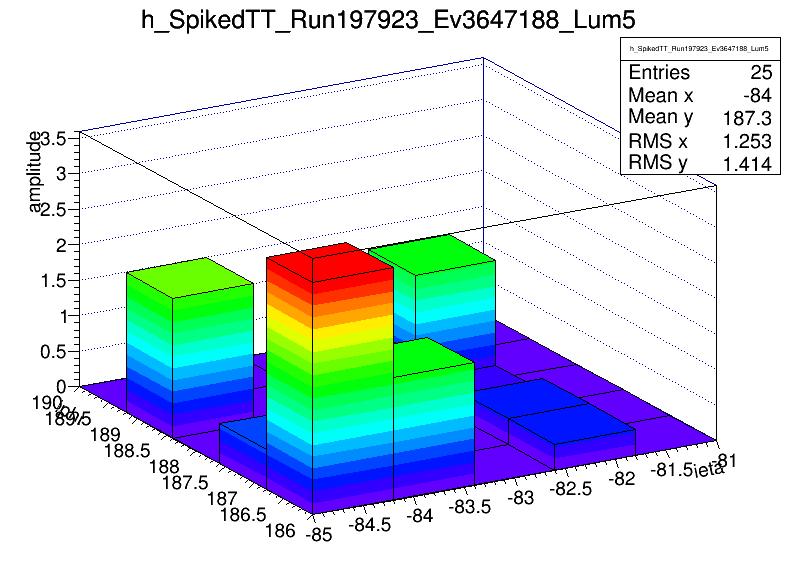 h_SpikedTT_Run197923_Ev3647188_Lum5
h_SpikedTT_Run197923_Ev3647188_Lum5
Entries 25
Mean x -84
Mean y 187.3
RMS x 1.253
RMS y 1.414
amplitude
3.5
3
2.5
2
1.5
1
0.5
0
190
189.5
189
188.5
188
187.5
187
186.5
186
-85
-84.5
-84
-83.5
-83
-82.5
-82
-81.5
-81
ieta